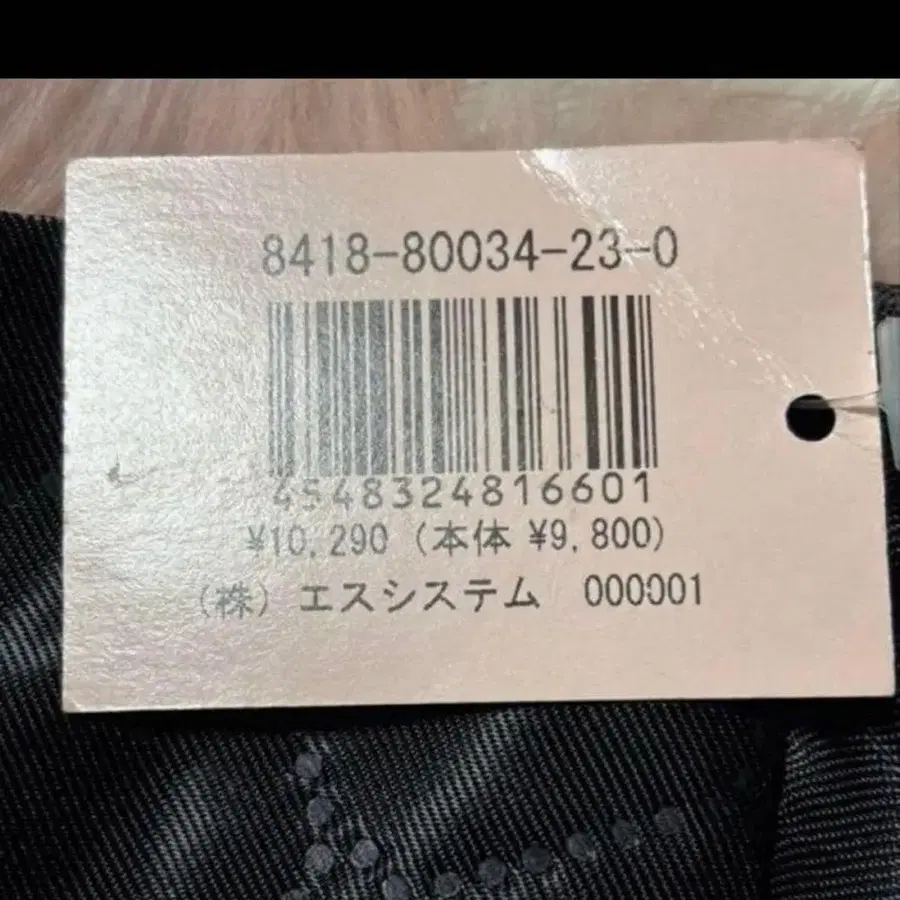 8418-80034-23-0
4548324816601
¥10,290 (本体 ¥9,800)
(株) エスシステム 000001